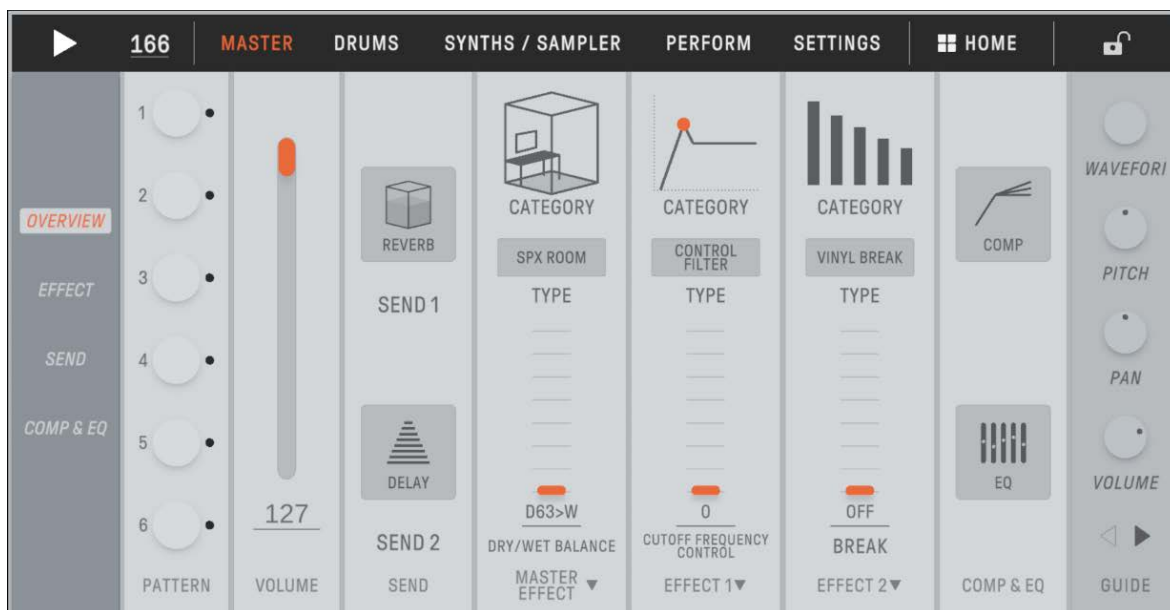 166 MASTER DRUMS SYNTHS / SAMPLER PERFORM SETTINGS HOME
OVERVIEW
EFFECT
SEND
COMP & EQ
1
2
3
4
5
6
PATTERN
127
VOLUME
REVERB
SEND 1
DELAY
SEND 2
SEND
CATEGORY
SPX ROOM
TYPE
D63>W
DRY/WET BALANCE
MASTER
EFFECT
CATEGORY
CONTROL
FILTER
TYPE
0
CUTOFF FREQUENCY
CONTROL
EFFECT 1
CATEGORY
VINYL BREAK
TYPE
OFF
BREAK
EFFECT 2
COMP
EQ
COMP & EQ
WAVEFORI
PITCH
PAN
VOLUME
GUIDE